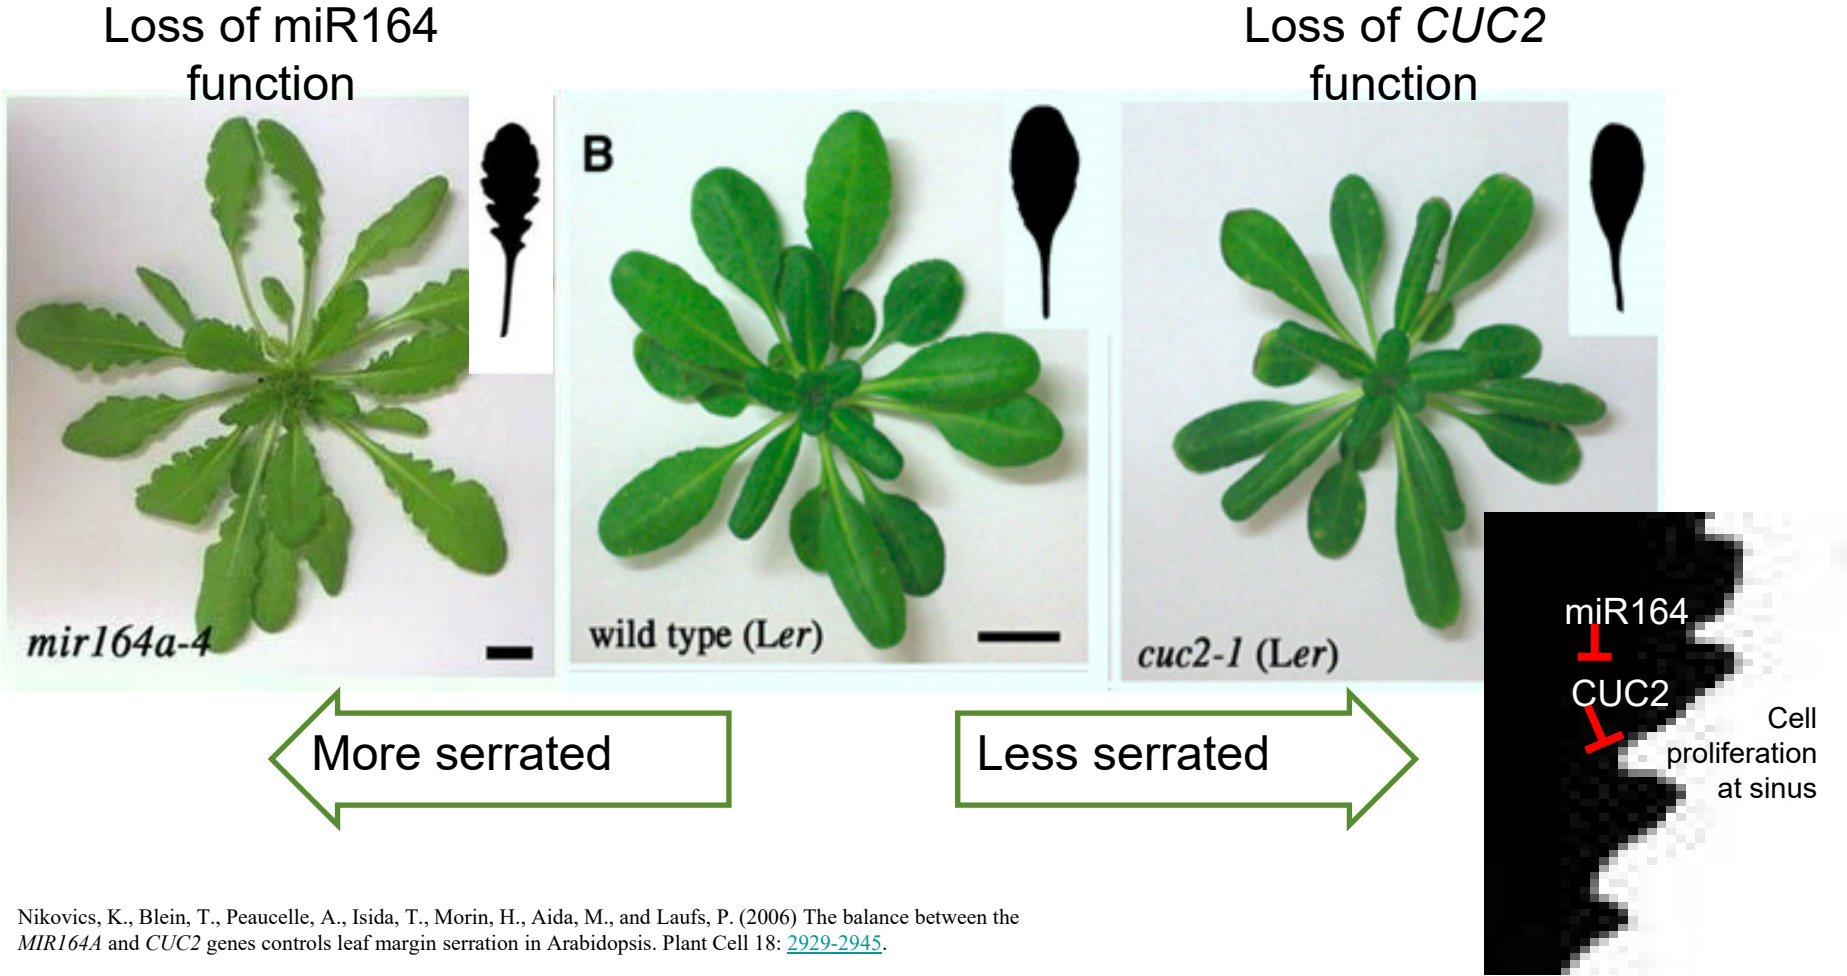 Loss of miR164
function
Loss of CUC2
function
B
mir164a-4
wild type (Ler)
cuc2-1 (Ler)
miR164
CUC2
Cell
proliferation
at sinus
More serrated
Less serrated
Nikovics, K., Blein, T., Peaucelle, A., Isida, T., Morin, H., Aida, M., and Laufs, P. (2006) The balance between the
MIR164A and CUC2 genes controls leaf margin serration in Arabidopsis. Plant Cell 18: 2929-2945.